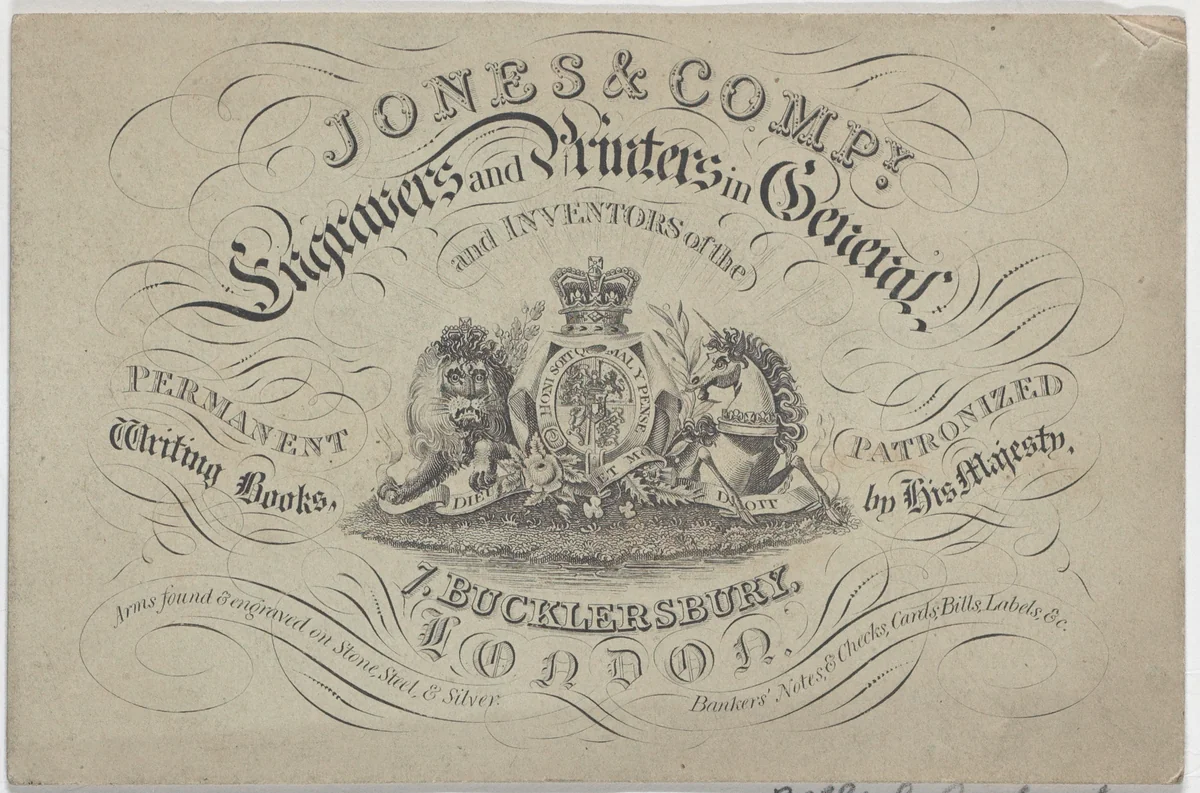 JONES & COMPY.
Engravers and Printers in General,
and INVENTORS of the
PERMANENT
Writing Books,
PATRONIZED
by His Majesty,
HONI SOIT QUI MAL Y PENSE
DIEU ET MO DROIT
7, BUCKLERSBURY,
LONDON.
Arms found & engraved on Stone, Steel, & Silver.
Bankers' Notes, & Checks, Cards, Bills, Labels, &c.